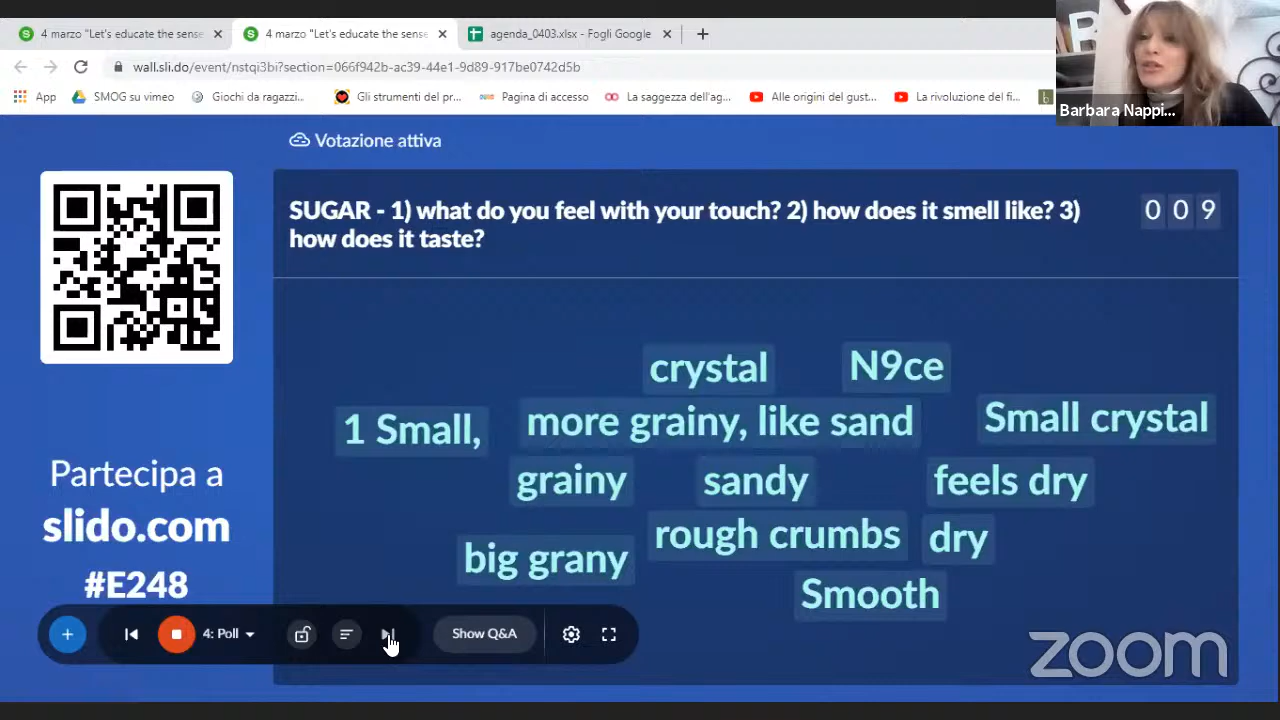 4 marzo "Let's educate the sense
4 marzo "Let's educate the sense
agenda_0403.xlsx - Fogli Google
wall.sli.do/event/nstqi3bi?section=066f942b-ac39-44e1-9d89-917be0742d5b
App
SMOG su vimeo
Giochi da ragazzi...
Gli strumenti del pr...
Pagina di accesso
La saggezza dell'ag...
Alle origini del gust...
La rivoluzione del fi...
Barbara Nappi...
Votazione attiva
SUGAR - 1) what do you feel with your touch? 2) how does it smell like? 3)
how does it taste?
009
crystal
N9ce
1 Small,
more grainy, like sand
Small crystal
grainy
sandy
feels dry
big grany
rough crumbs
dry
Smooth
Partecipa a
slido.com
#E248
4: Poll
Show Q&A
zoom